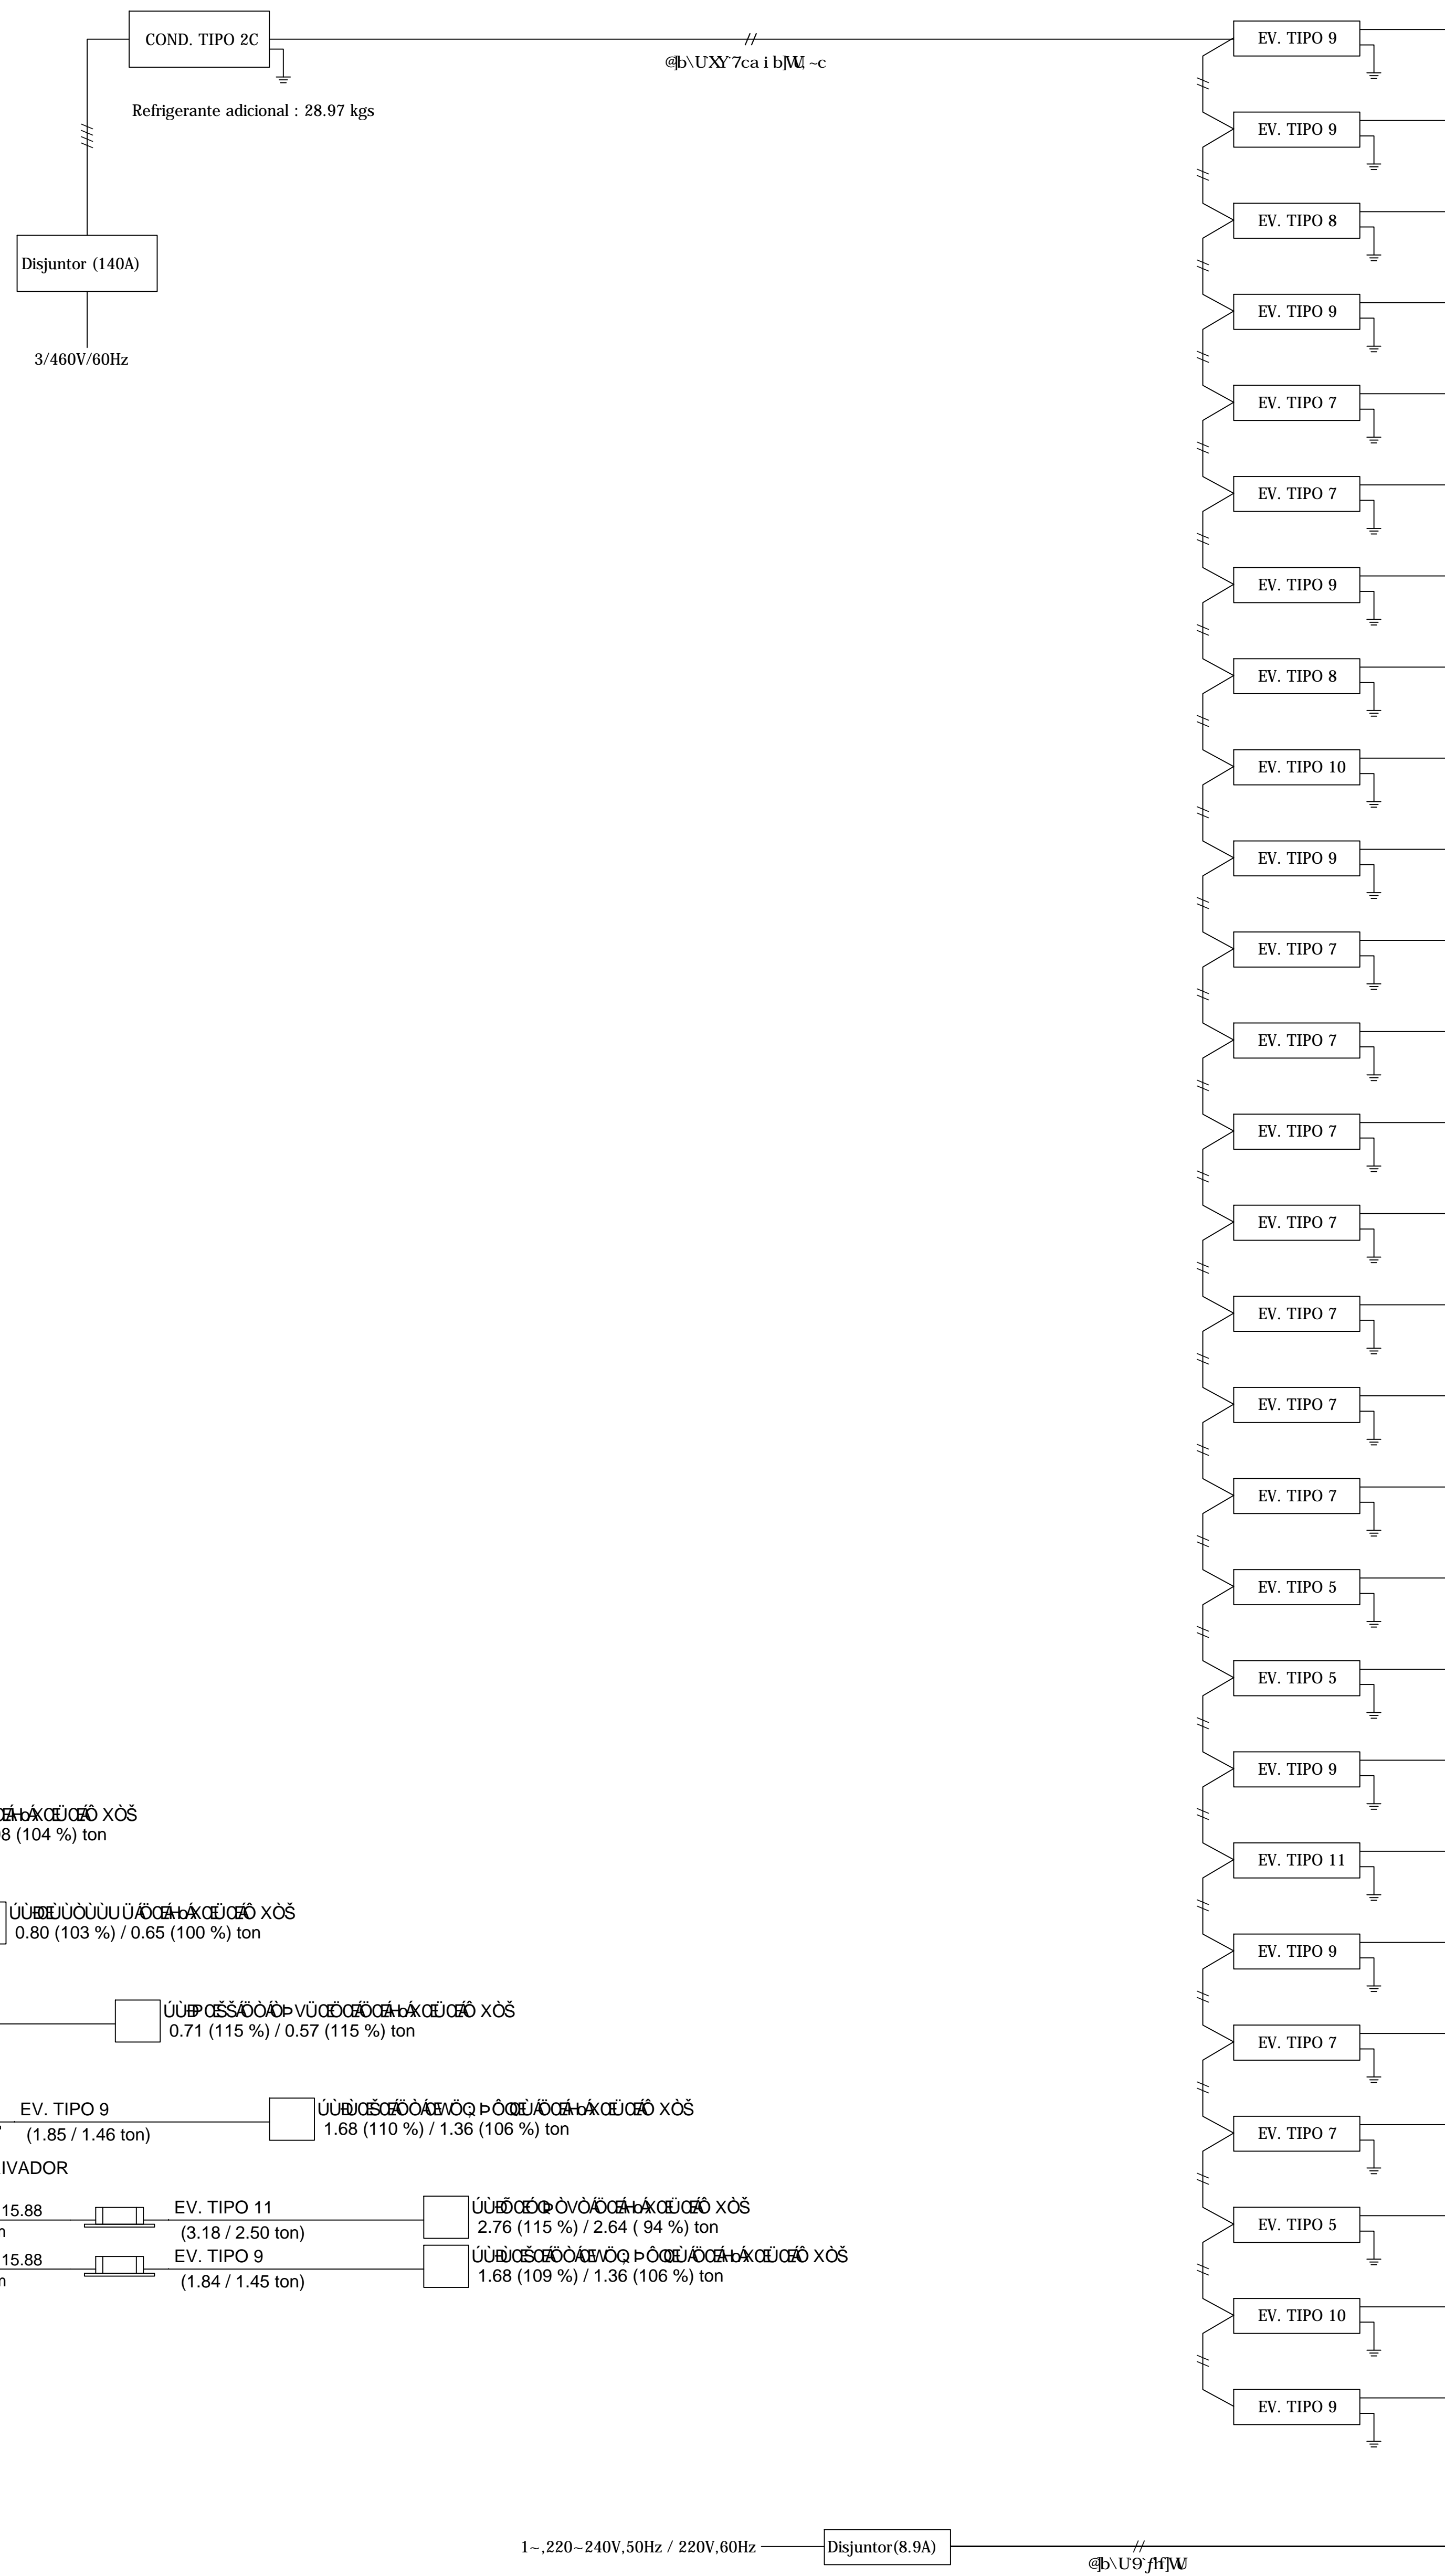 COND. TIPO 2C
Refrigerante adicional : 28.97 kgs
Disjuntor (140A)
3/460V/60Hz
EV. TIPO 9
EV. TIPO 9
EV. TIPO 8
EV. TIPO 9
EV. TIPO 7
EV. TIPO 7
EV. TIPO 9
EV. TIPO 8
EV. TIPO 10
EV. TIPO 9
EV. TIPO 7
EV. TIPO 7
EV. TIPO 7
EV. TIPO 7
EV. TIPO 7
EV. TIPO 7
EV. TIPO 7
EV. TIPO 5
EV. TIPO 5
EV. TIPO 9
EV. TIPO 11
EV. TIPO 9
EV. TIPO 7
EV. TIPO 7
EV. TIPO 5
EV. TIPO 10
EV. TIPO 9
8 (104 %) ton
0.80 (103 %) / 0.65 (100 %) ton
0.71 (115 %) / 0.57 (115 %) ton
EV. TIPO 9
(1.85 / 1.46 ton)
1.68 (110 %) / 1.36 (106 %) ton
IVADOR
15.88
EV. TIPO 11
(3.18 / 2.50 ton)
2.76 (115 %) / 2.64 ( 94 %) ton
15.88
EV. TIPO 9
(1.84 / 1.45 ton)
1.68 (109 %) / 1.36 (106 %) ton
1~,220~240V,50Hz / 220V,60Hz
Disjuntor(8.9A)